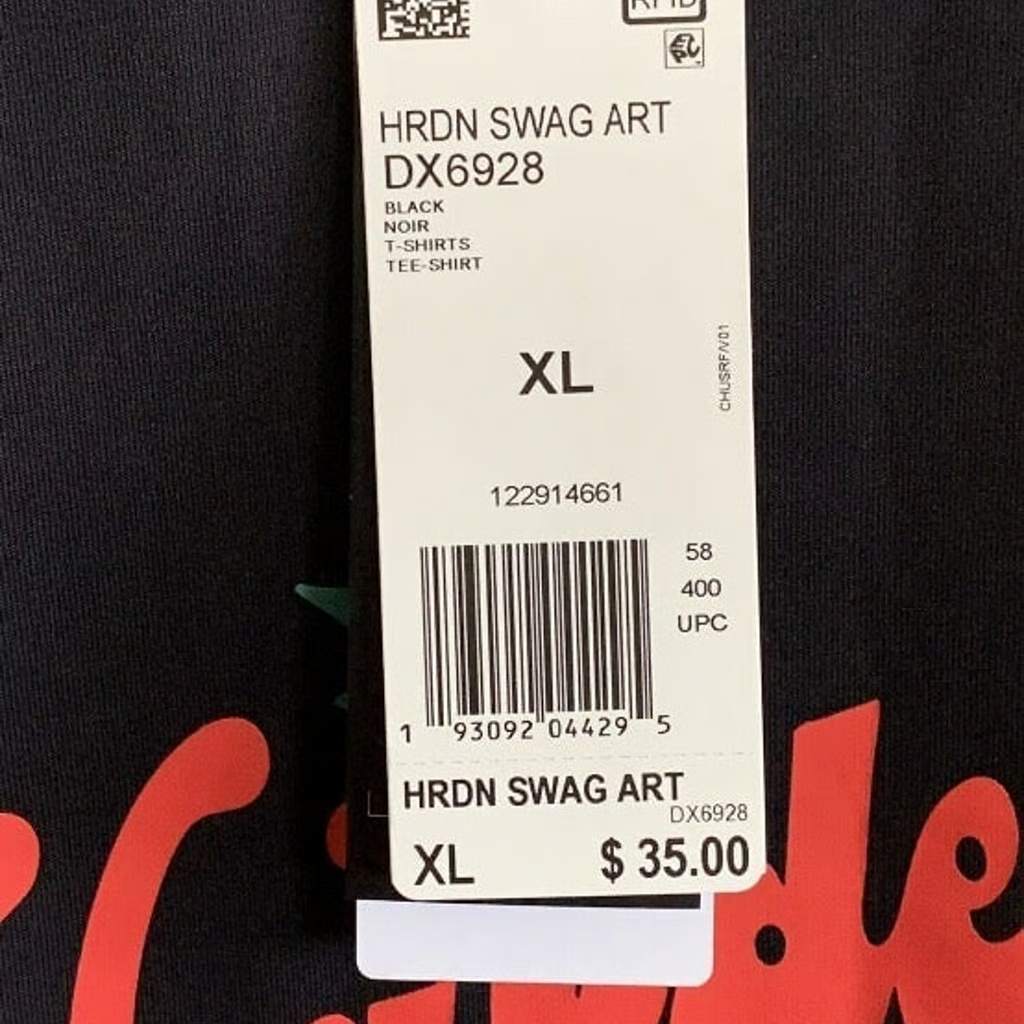 RFID
HRDN SWAG ART
DX6928
BLACK
NOIR
T-SHIRTS
TEE-SHIRT
XL
CHUSRF/V01
122914661
58
400
UPC
1 93092 04429 5
HRDN SWAG ART
DX6928
XL $ 35.00